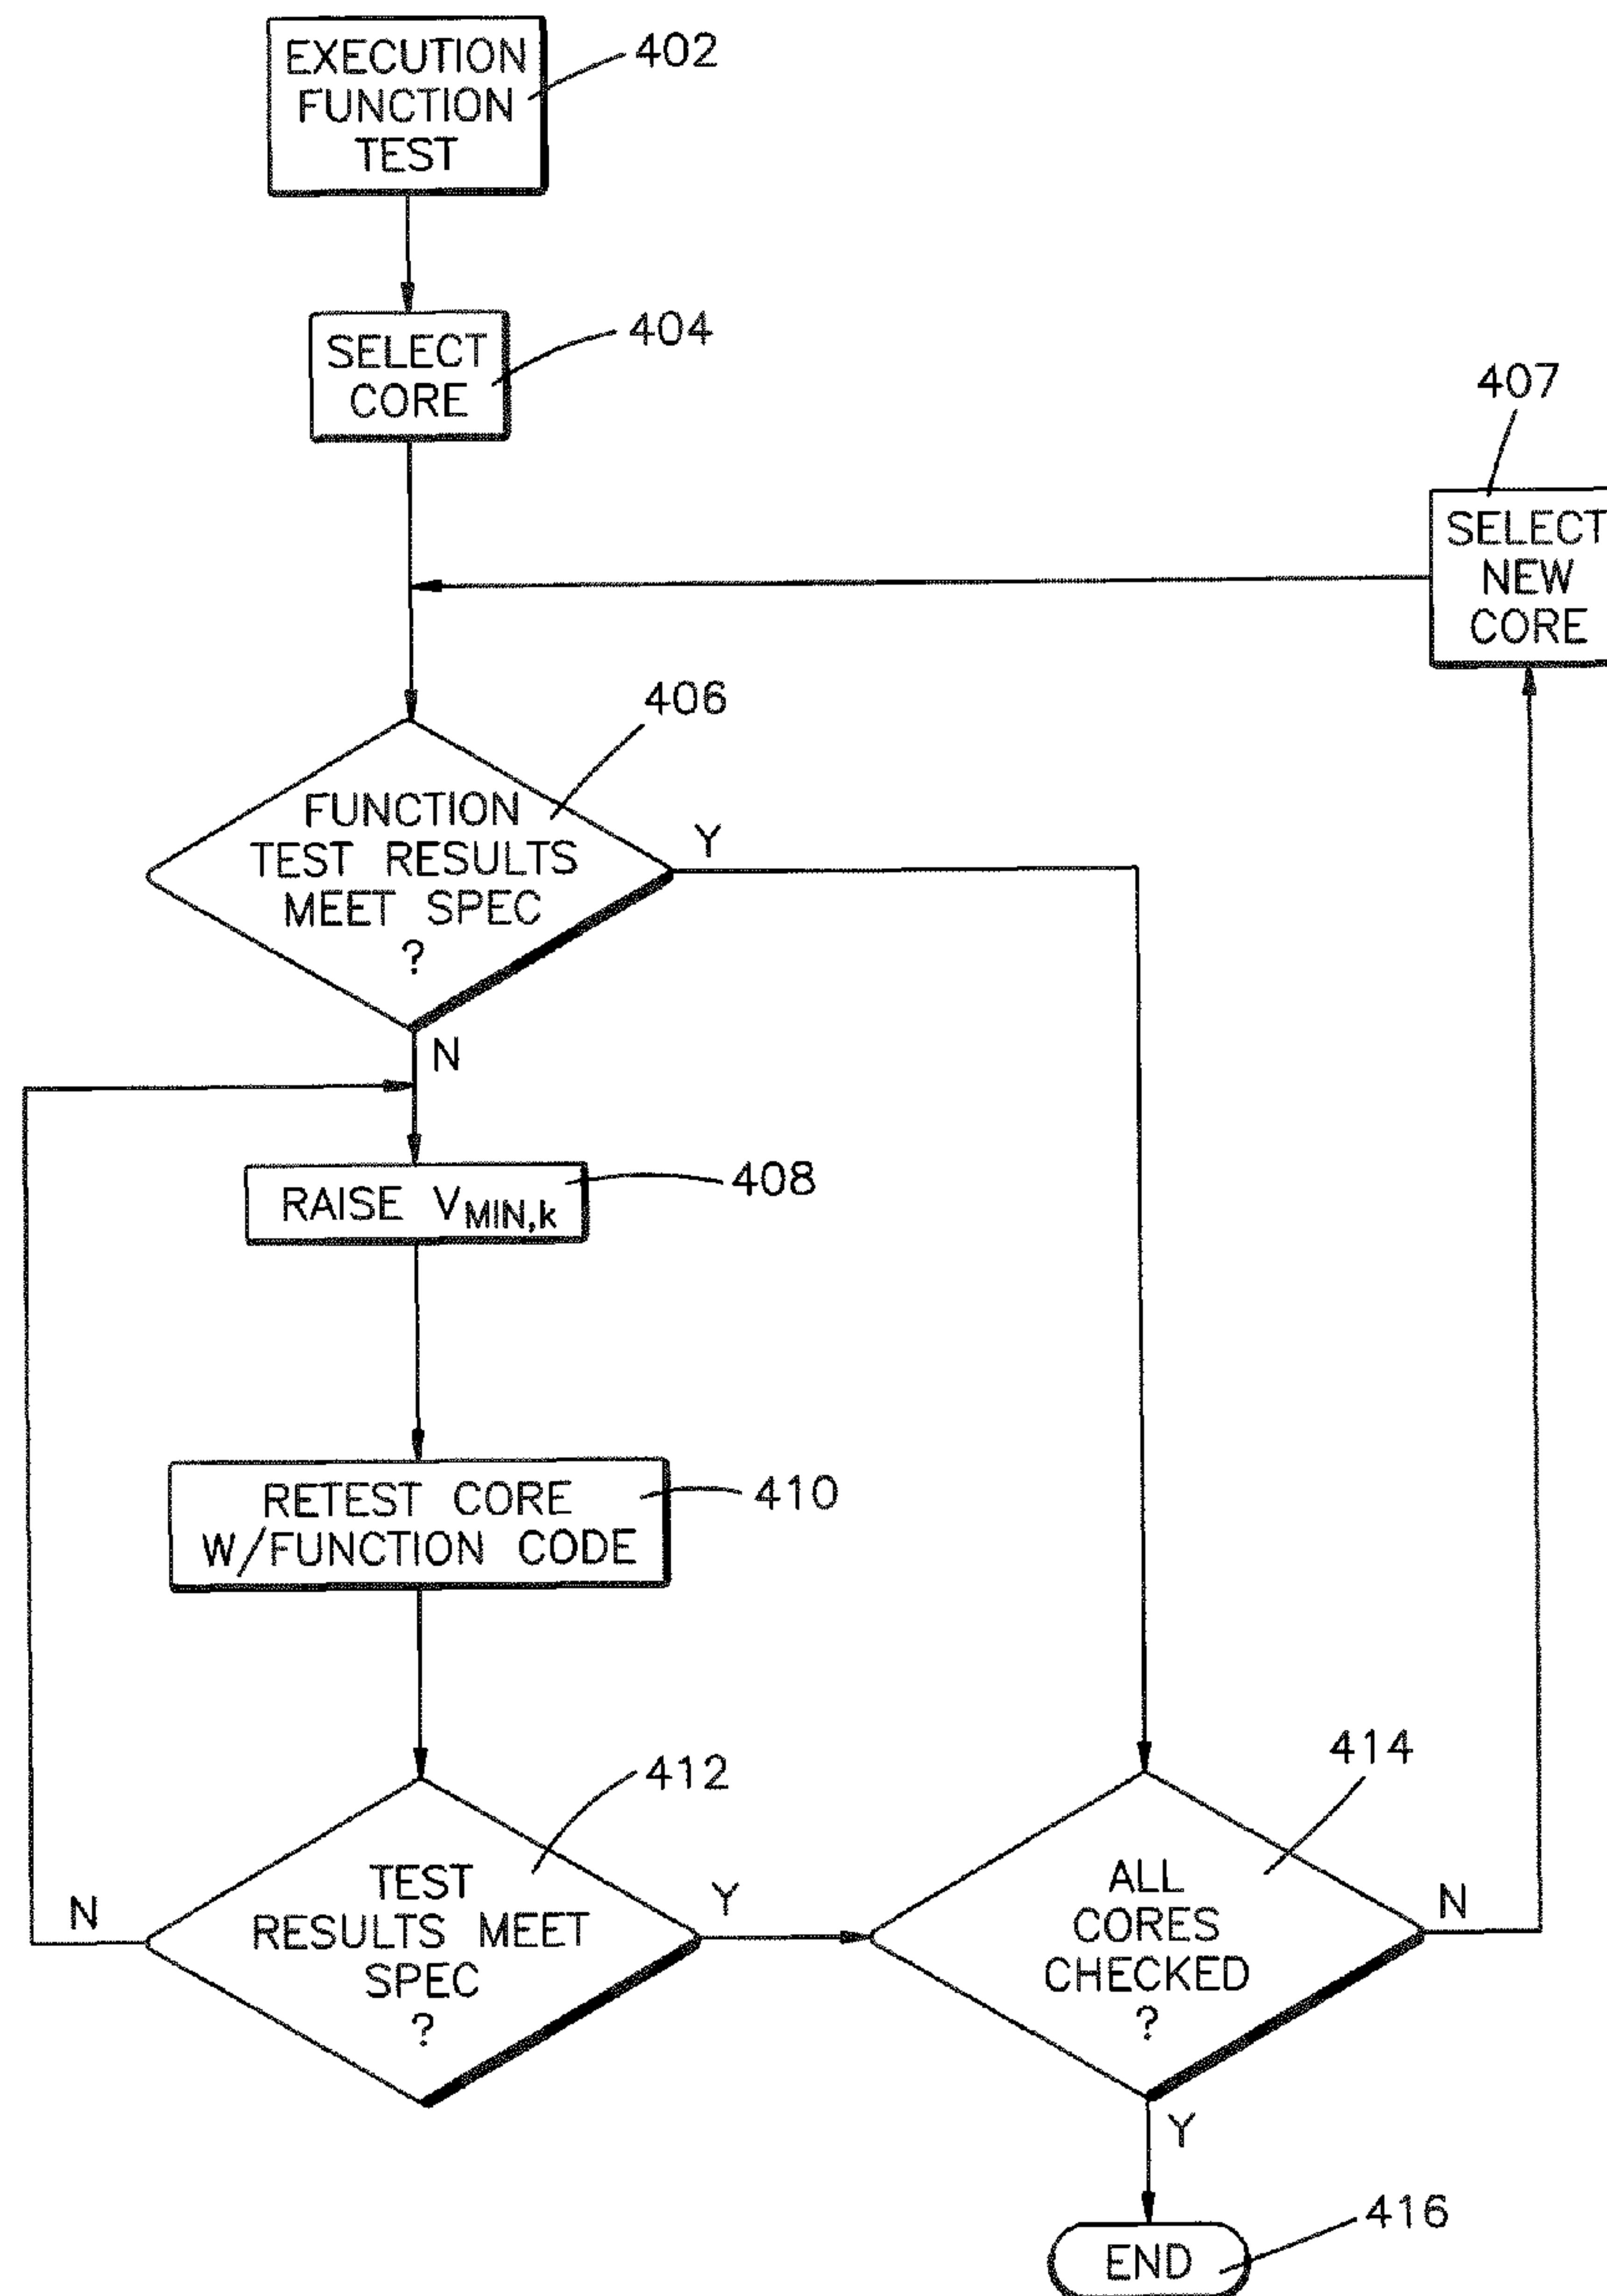 EXECUTION
FUNCTION
TEST
402
SELECT
CORE
404
407
SELECT
NEW
CORE
406
FUNCTION
TEST RESULTS
MEET SPEC
?
Y
N
RAISE VMIN,k
408
RETEST CORE
W/FUNCTION CODE
410
412
TEST
RESULTS MEET
SPEC
?
N
Y
414
ALL
CORES
CHECKED
?
N
Y
END
416